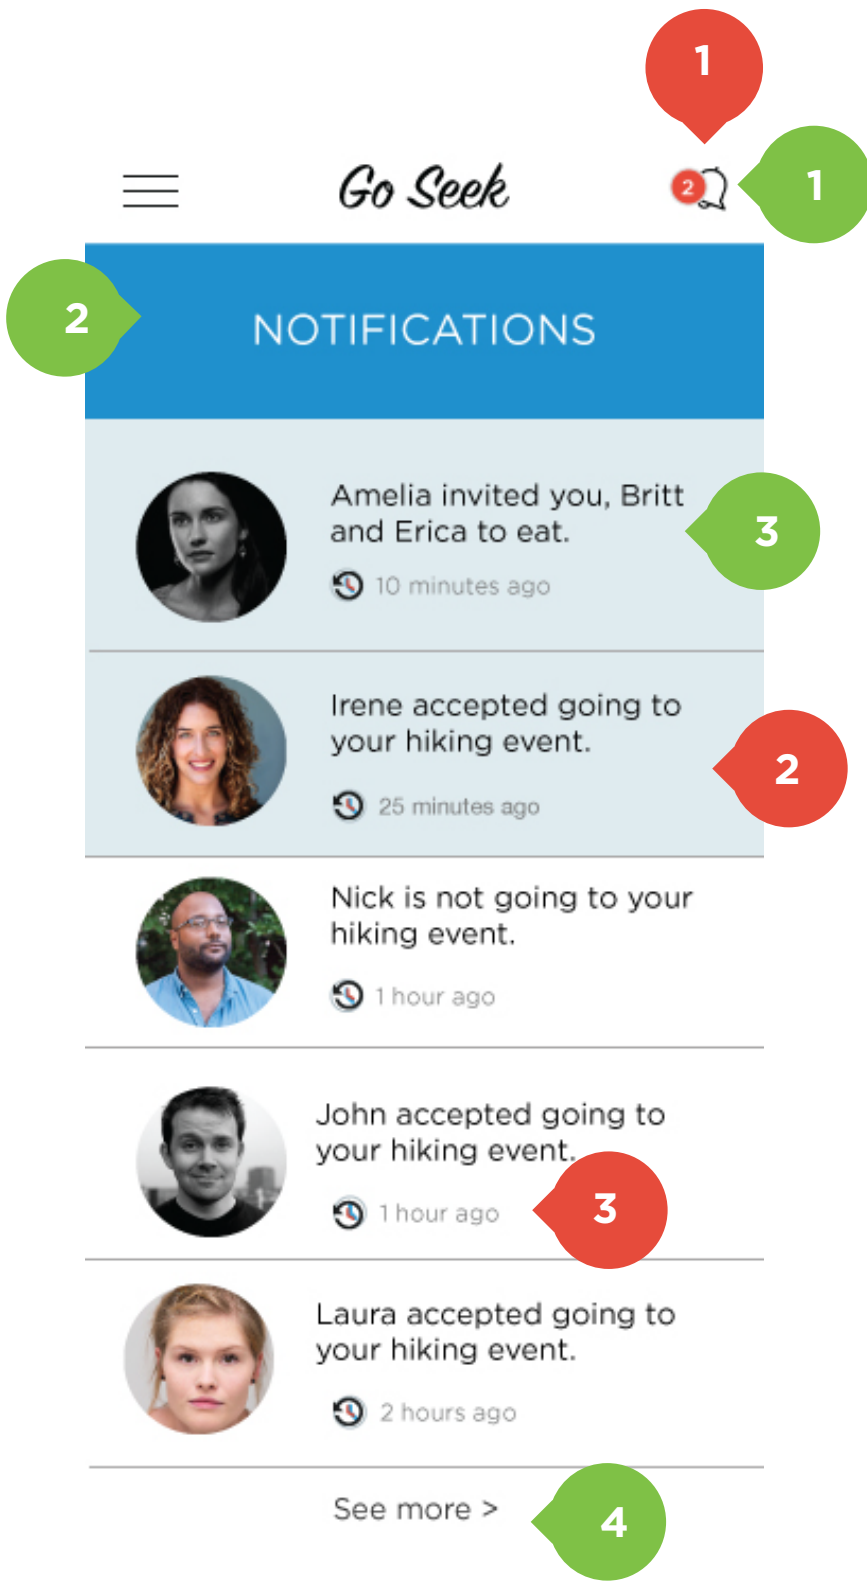 1
Go Seek
2
1
2
NOTIFICATIONS
Amelia invited you, Britt
and Erica to eat.
3
10 minutes ago
Irene accepted going to
your hiking event.
2
25 minutes ago
Nick is not going to your
hiking event.
1 hour ago
John accepted going to
your hiking event.
1 hour ago
3
Laura accepted going to
your hiking event.
2 hours ago
See more >
4